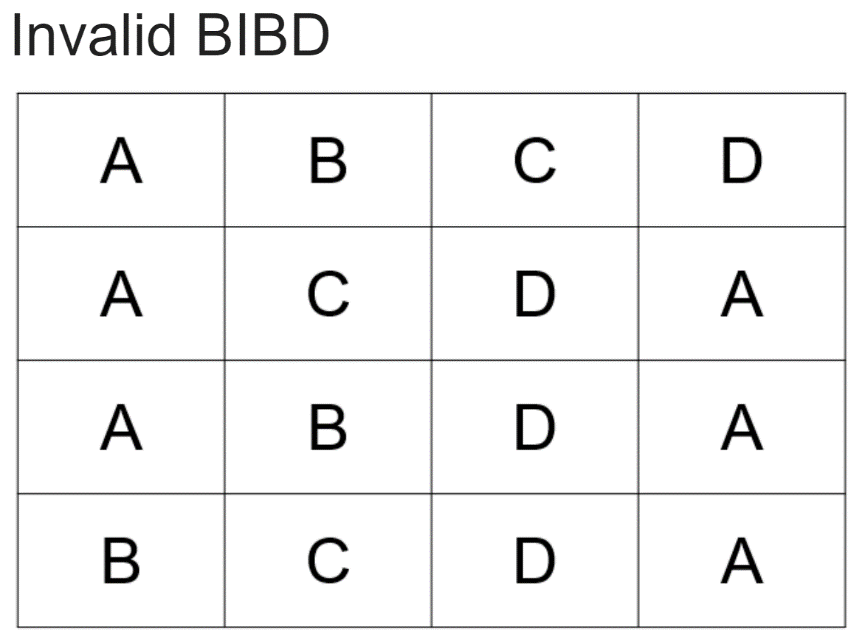 Invalid BIBD
A B C D
A C D A
A B D A
B C D A